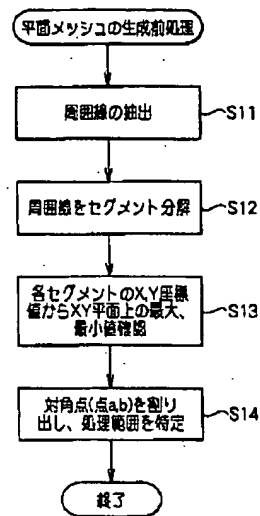 平面メッシュの生成前処理
周囲線の抽出
S11
周囲線をセグメント分解
S12
各セグメントのX,Y座標
値からXY平面上の最大、
最小値確認
S13
対角点(点a,b)を割り
出し、処理範囲を特定
S14
終了